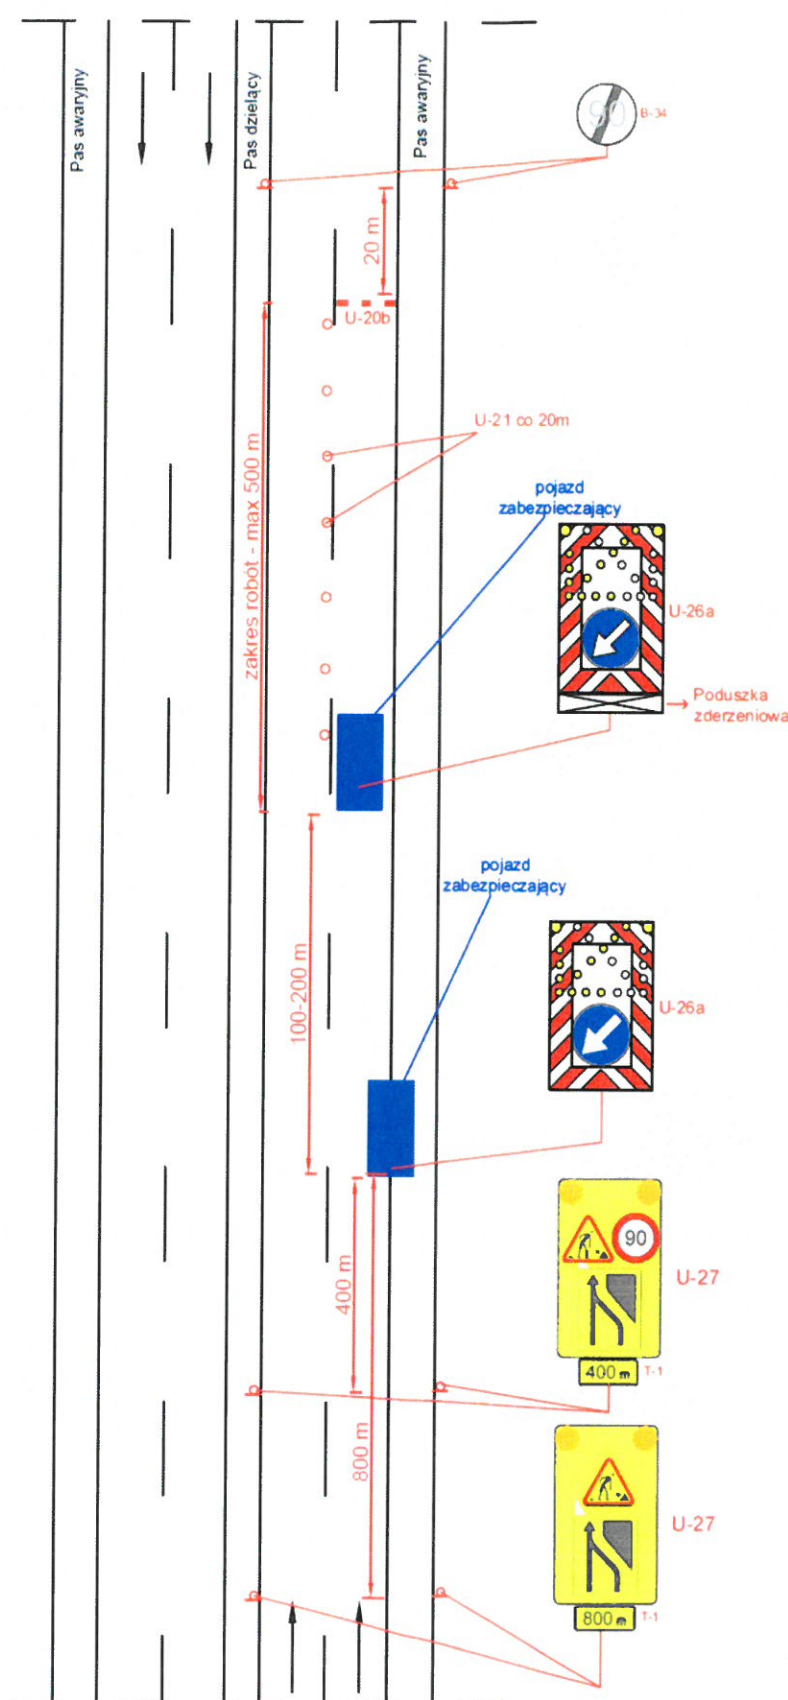 Pas awaryjny
Pas dzielący
Pas awaryjny
90
B-34
20 m
U-20b
U-21 co 20m
zakres robót - max 500 m
pojazd
zabezpieczający
U-26a
Poduszka
zderzeniowa
pojazd
zabezpieczający
100-200 m
U-26a
90
U-27
400 m
400 m
T-1
800 m
U-27
800 m
T-1